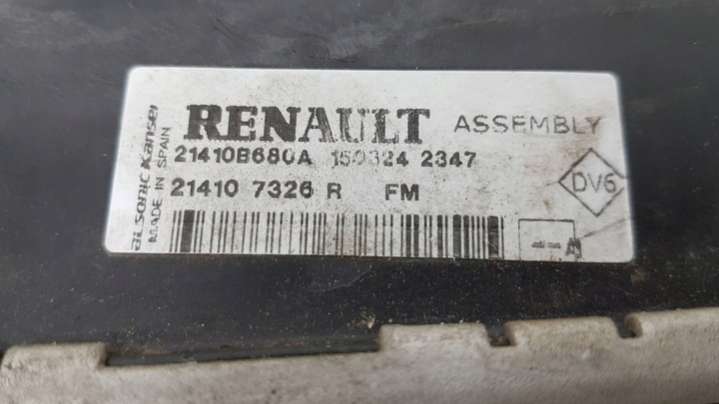 RENAULT ASSEMBLY
21410B680A 150324 2347
21410 7326 R FM
DV6
MADE IN SPAIN